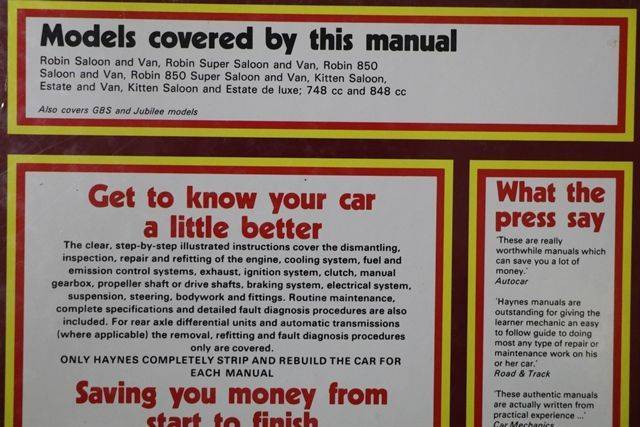 Models covered by this manual
Robin Saloon and Van, Robin Super Saloon and Van, Robin 850
Saloon and Van, Robin 850 Super Saloon and Van, Kitten Saloon,
Estate and Van, Kitten Saloon and Estate de luxe; 748 cc and 848 cc
Also covers GBS and Jubilee models
Get to know your car
a little better
The clear, step-by-step illustrated instructions cover the dismantling,
inspection, repair and refitting of the engine, cooling system, fuel and
emission control systems, exhaust, ignition system, clutch, manual
gearbox, propeller shaft or drive shafts, braking system, electrical system,
suspension, steering, bodywork and fittings. Routine maintenance,
complete specifications and detailed fault diagnosis procedures are also
included. For rear axle differential units and automatic transmissions
(where applicable) the removal, refitting and fault diagnosis procedures
only are covered.
ONLY HAYNES COMPLETELY STRIP AND REBUILD THE CAR FOR
EACH MANUAL
Saving you money from
start to finish
What the
press say
'These are really
worthwhile manuals which
can save you a lot of
money.'
Autocar
'Haynes manuals are
outstanding for giving the
learner mechanic an easy
to follow guide to doing
most any type of repair or
maintenance work on his
or her car.'
Road & Track
'These authentic manuals
are actually written from
practical experience ...'
Car Mechanics